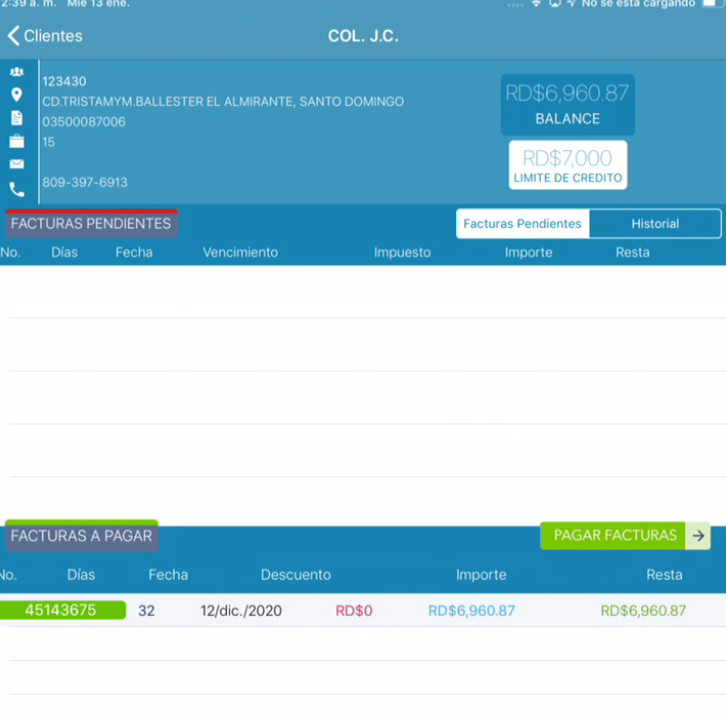 2:39 a. m. Mié 13 ene.
No se está cargando
Clientes
COL. J.C.
123430
CD.TRISTAMYM.BALLESTER EL ALMIRANTE, SANTO DOMINGO
03500087006
15
809-397-6913
RD$6,960.87
BALANCE
RD$7,000
LIMITE DE CREDITO
FACTURAS PENDIENTES
Facturas Pendientes Historial
No. Días Fecha Vencimiento Impuesto Importe Resta
FACTURAS A PAGAR
PAGAR FACTURAS
No. Días Fecha Descuento Importe Resta
45143675 32 12/dic./2020 RD$0 RD$6,960.87 RD$6,960.87